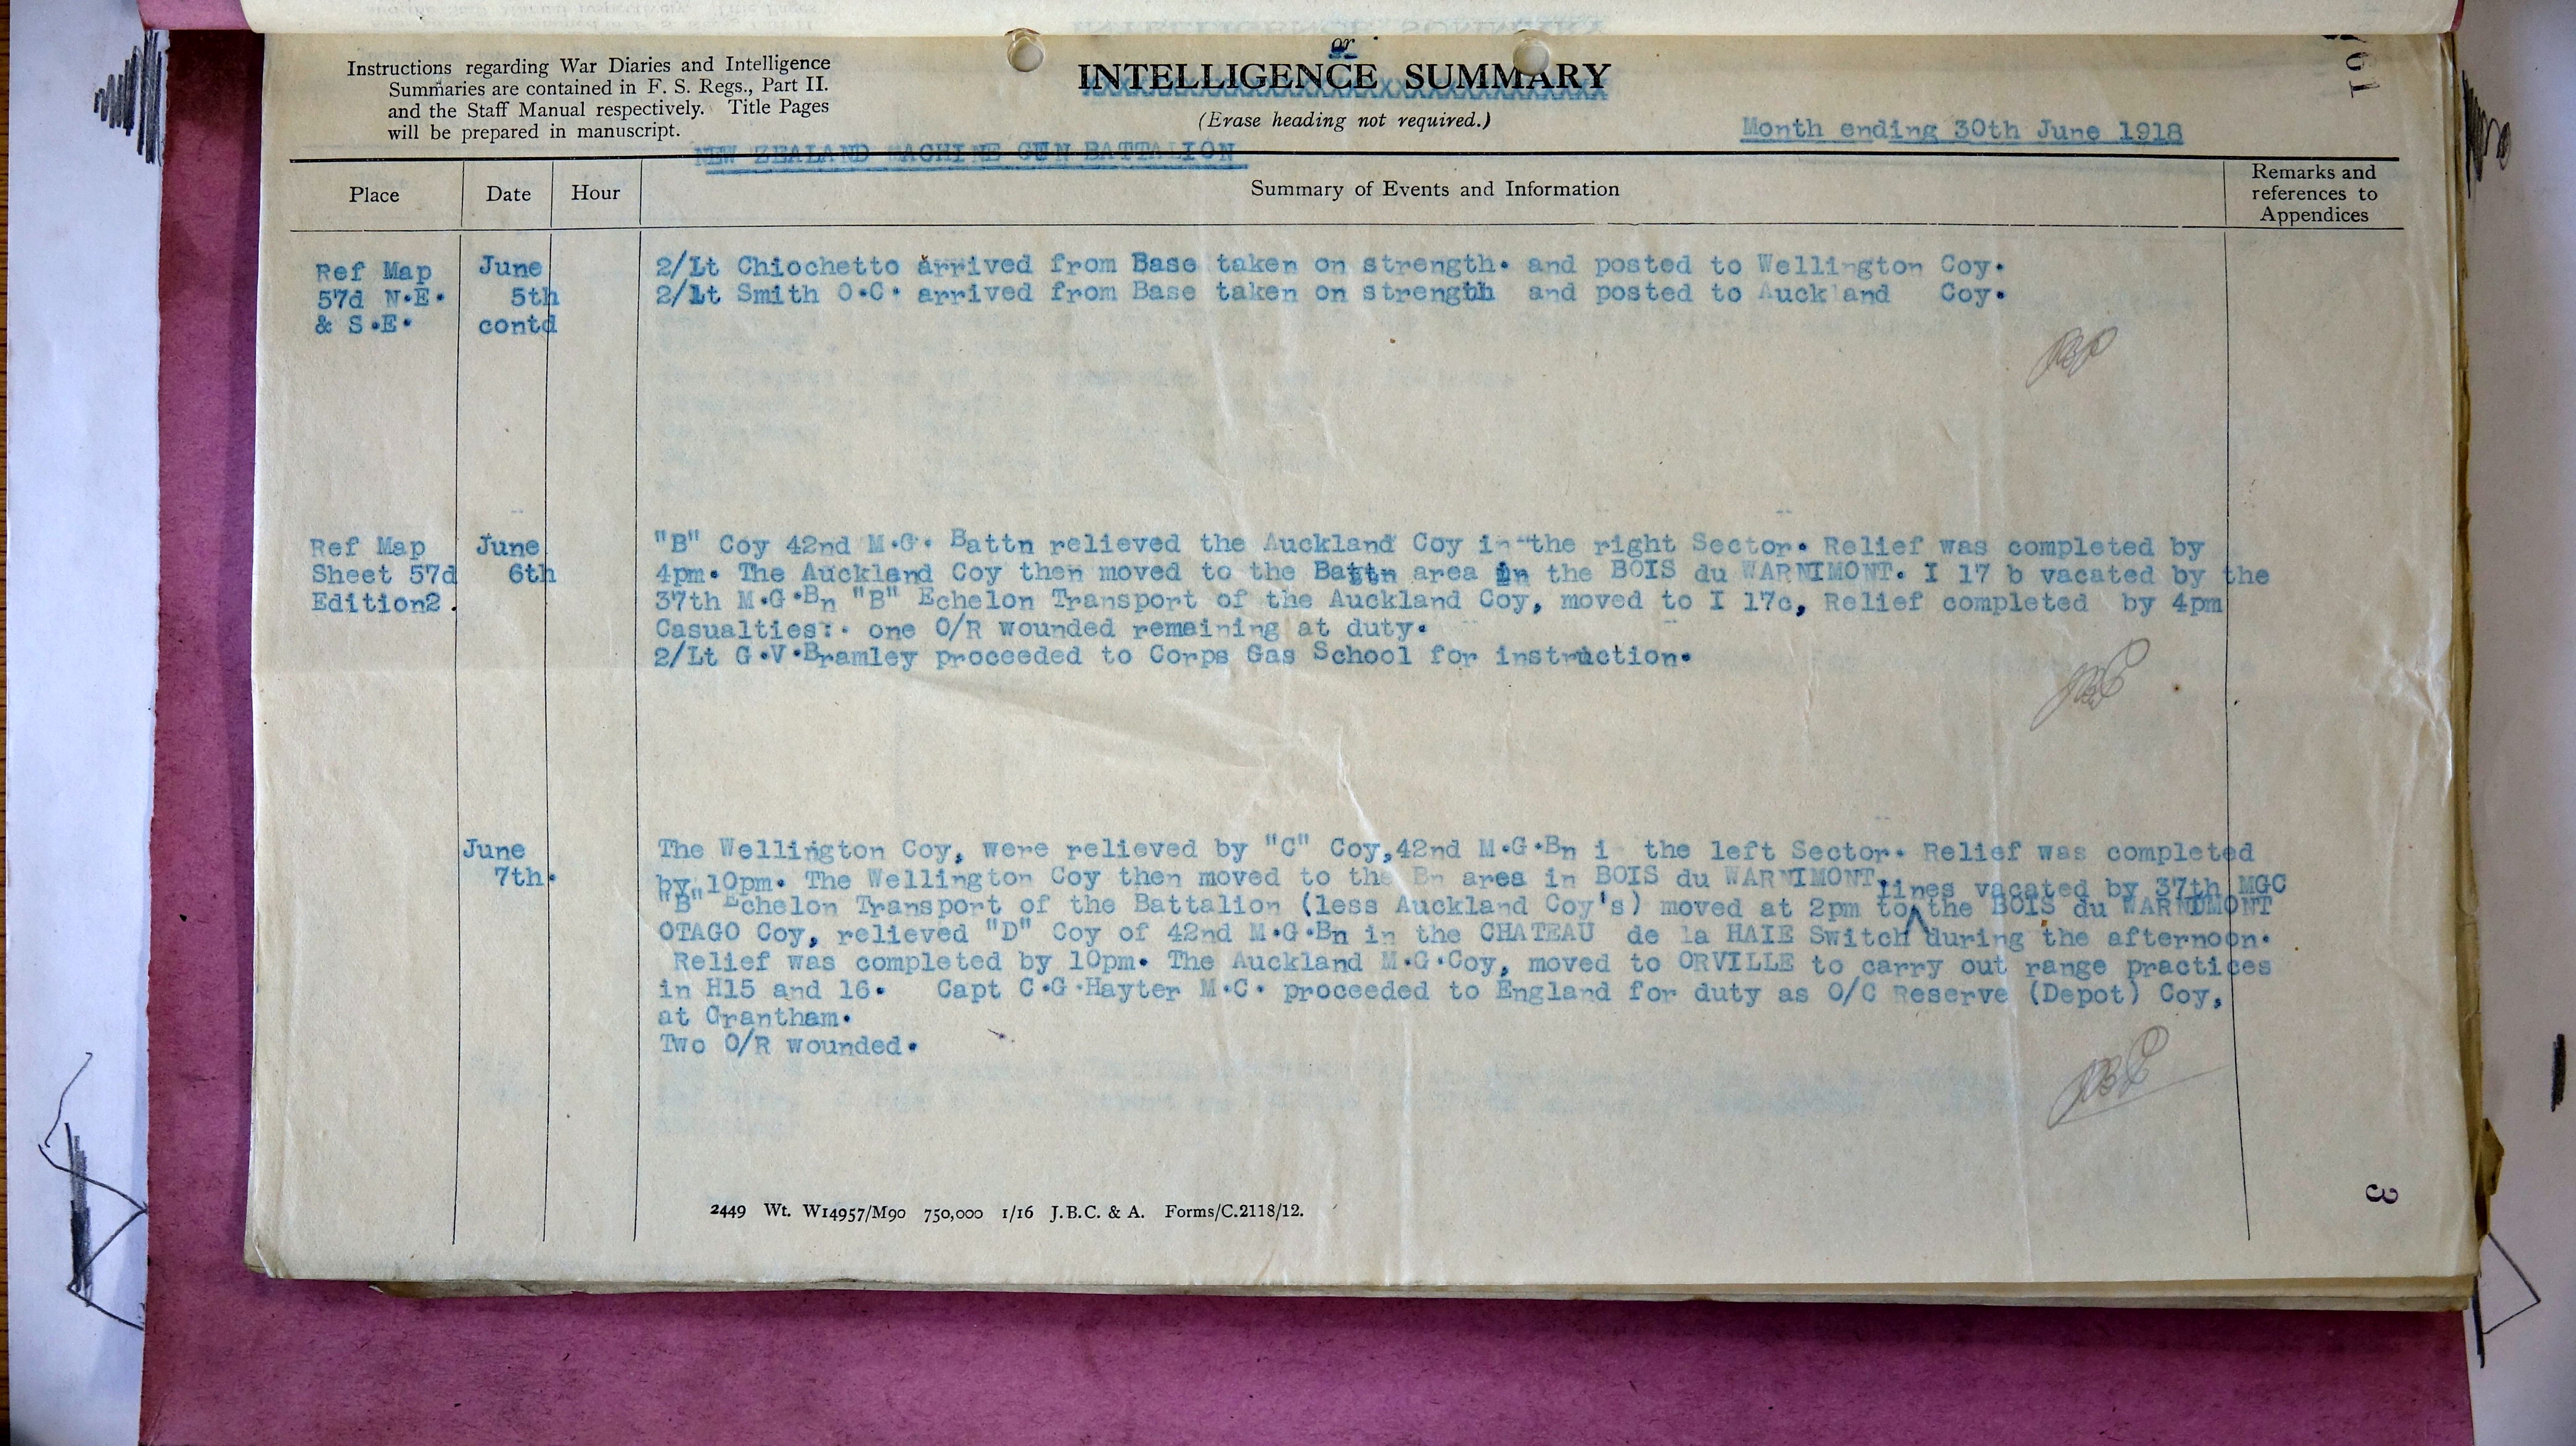 or
Instructions regarding War Diaries and Intelligence
Summaries are contained in F. S. Regs., Part II.
and the Staff Manual respectively. Title Pages
will be prepared in manuscript.
INTELLIGENCE SUMMARY
(Erase heading not required.)
Month ending 30th June 1918
NEW ZEALAND MACHINE GUN BATTALION
Place
Date
Hour
Summary of Events and Information
Remarks and
references to
Appendices
Ref Map
57d N.E.
& S.E.
June
5th
contd
2/Lt Chiochetto arrived from Base taken on strength. and posted to Wellington Coy.
2/Lt Smith O.C. arrived from Base taken on strength and posted to Auckland Coy.
Ref Map
Sheet 57d
Edition2.
June
6th
"B" Coy 42nd M.G. Battn relieved the Auckland Coy in the right Sector. Relief was completed by
4pm. The Auckland Coy then moved to the Battn area in the BOIS du WARNIMONT. I 17 b vacated by the
37th M.G.Bn "B" Echelon Transport of the Auckland Coy, moved to I 17c, Relief completed by 4pm
Casualties:. one O/R wounded remaining at duty.
2/Lt G.V.Bramley proceeded to Corps Gas School for instruction.
June
7th.
The Wellington Coy, were relieved by "C" Coy,42nd M.G.Bn i the left Sector. Relief was completed
by 10pm. The Wellington Coy then moved to the Bn area in BOIS du WARNIMONT.
lines vacated by 37th MGC
"B" Echelon Transport of the Battalion (less Auckland Coy's) moved at 2pm to the BOIS du WARNIMONT
OTAGO Coy, relieved "D" Coy of 42nd M.G.Bn in the CHATEAU de la HAIE Switch during the afternoon.
Relief was completed by 10pm. The Auckland M.G.Coy, moved to ORVILLE to carry out range practices
in H15 and 16. Capt C.G.Hayter M.C. proceeded to England for duty as O/C Reserve (Depot) Coy,
at Grantham.
Two O/R wounded.
3
2449 Wt. W14957/M90 750,000 1/16 J.B.C. & A. Forms/C.2118/12.